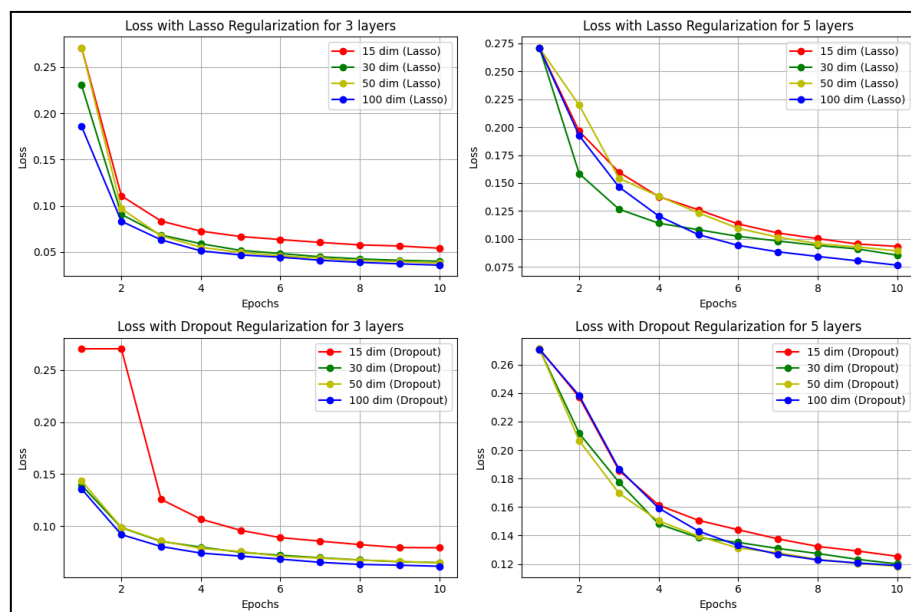 Loss with Lasso Regularization for 3 layers
Loss
0.25
0.20
0.15
0.10
0.05
15 dim (Lasso)
30 dim (Lasso)
50 dim (Lasso)
100 dim (Lasso)
2
4
6
8
10
Epochs
Loss with Lasso Regularization for 5 layers
Loss
0.275
0.250
0.225
0.200
0.175
0.150
0.125
0.100
0.075
15 dim (Lasso)
30 dim (Lasso)
50 dim (Lasso)
100 dim (Lasso)
2
4
6
8
10
Epochs
Loss with Dropout Regularization for 3 layers
Loss
0.25
0.20
0.15
0.10
15 dim (Dropout)
30 dim (Dropout)
50 dim (Dropout)
100 dim (Dropout)
2
4
6
8
10
Epochs
Loss with Dropout Regularization for 5 layers
Loss
0.26
0.24
0.22
0.20
0.18
0.16
0.14
0.12
15 dim (Dropout)
30 dim (Dropout)
50 dim (Dropout)
100 dim (Dropout)
2
4
6
8
10
Epochs